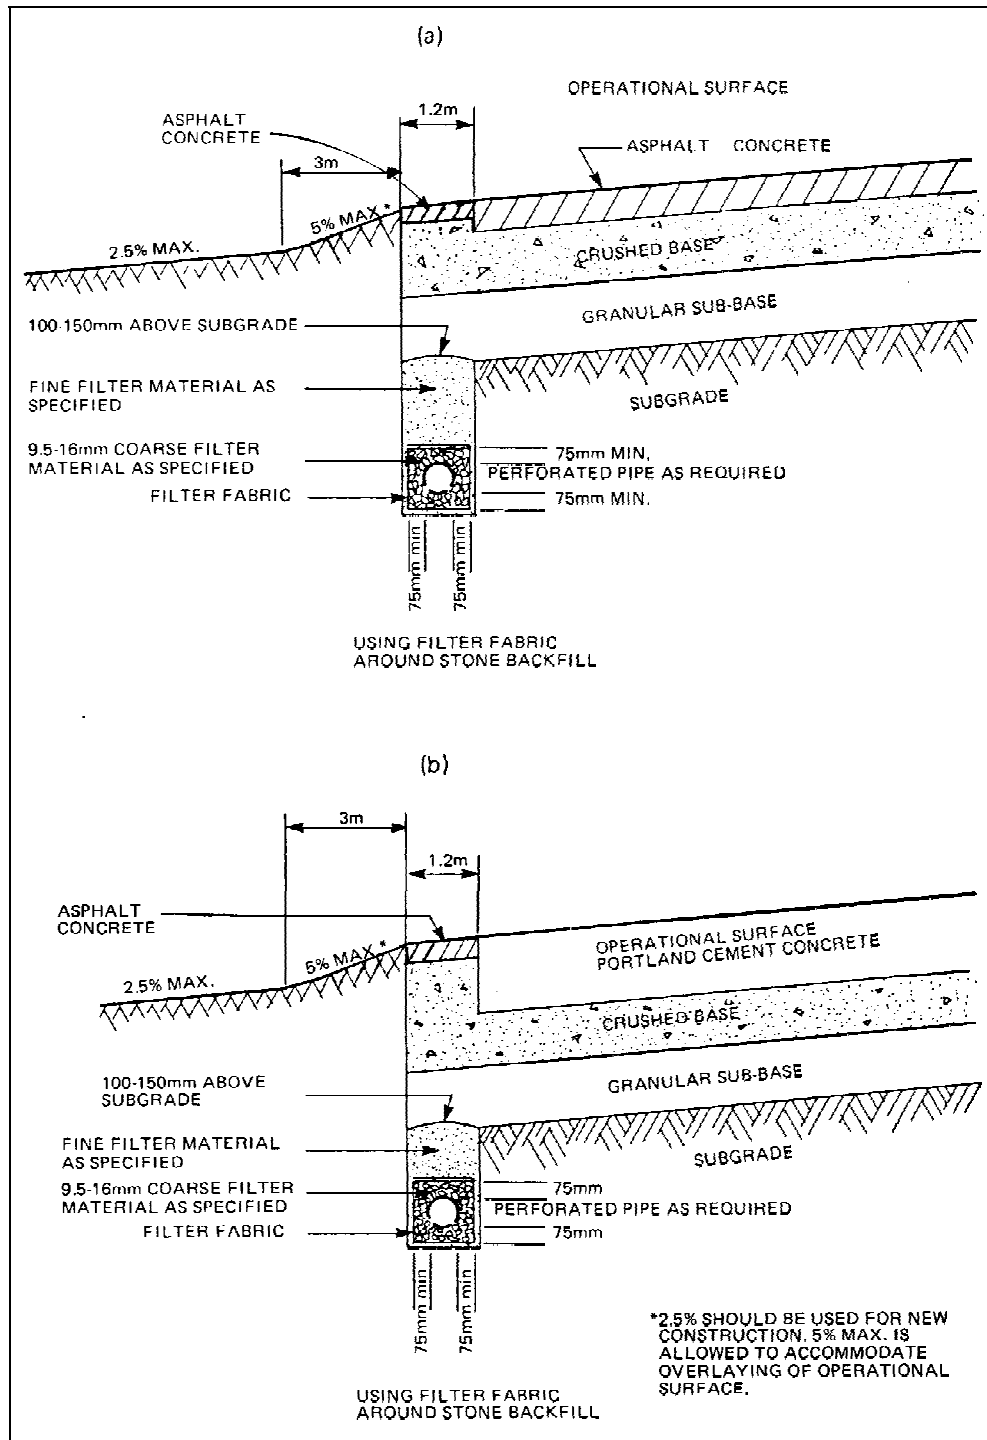 (a)
OPERATIONAL SURFACE
1.2m
ASPHALT
CONCRETE
ASPHALT CONCRETE
3m
5% MAX.*
2.5% MAX.
CRUSHED BASE
GRANULAR SUB-BASE
100-150mm ABOVE SUBGRADE
FINE FILTER MATERIAL AS
SPECIFIED
SUBGRADE
9.5-16mm COARSE FILTER
MATERIAL AS SPECIFIED
75mm MIN.
PERFORATED PIPE AS REQUIRED
FILTER FABRIC
75mm MIN.
75mm min
75mm min
USING FILTER FABRIC
AROUND STONE BACKFILL
(b)
3m
1.2m
ASPHALT
CONCRETE
OPERATIONAL SURFACE
PORTLAND CEMENT CONCRETE
5% MAX.*
2.5% MAX.
CRUSHED BASE
GRANULAR SUB-BASE
100-150mm ABOVE
SUBGRADE
FINE FILTER MATERIAL
AS SPECIFIED
SUBGRADE
9.5-16mm COARSE FILTER
MATERIAL AS SPECIFIED
75mm
PERFORATED PIPE AS REQUIRED
FILTER FABRIC
75mm
75mm min
75mm min
*2.5% SHOULD BE USED FOR NEW
CONSTRUCTION. 5% MAX. IS
ALLOWED TO ACCOMMODATE
OVERLAYING OF OPERATIONAL
SURFACE.
USING FILTER FABRIC
AROUND STONE BACKFILL